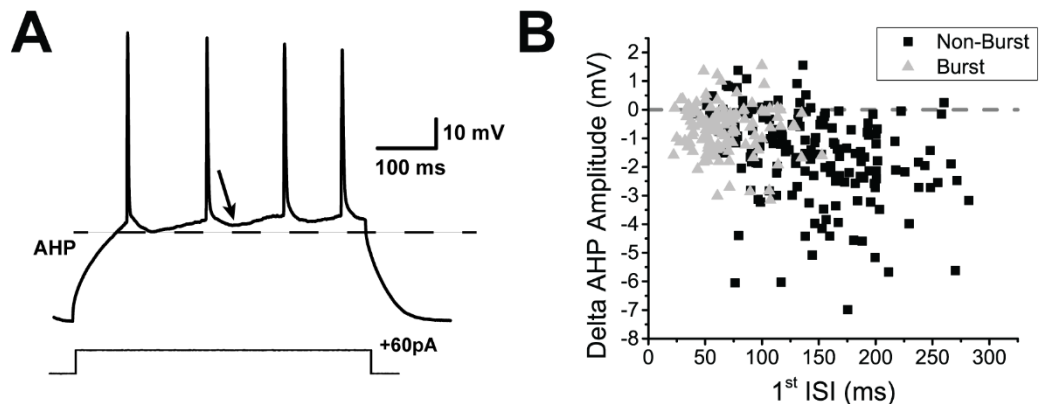 A
10 mV
100 ms
AHP
+60pA
B
Non-Burst
Burst
Delta AHP Amplitude (mV)
2
1
0
-1
-2
-3
-4
-5
-6
-7
-8
0 50 100 150 200 250 300
1st ISI (ms)